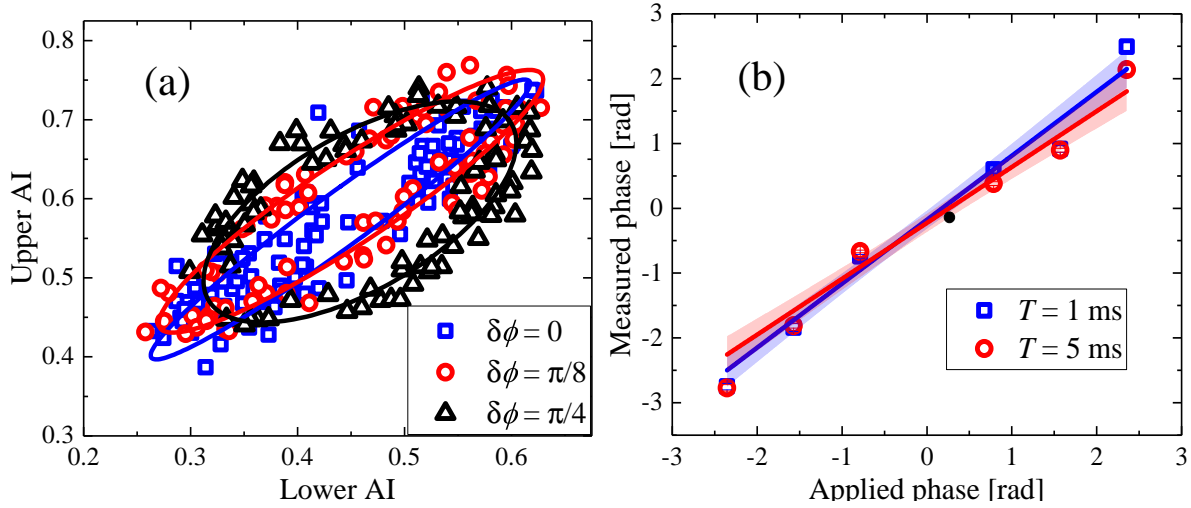 0.8
0.7
0.6
0.5
0.4
0.3
Upper AI
(a)
δϕ = 0
δϕ = π/8
δϕ = π/4
0.2 0.3 0.4 0.5 0.6
Lower AI
3
2
1
0
-1
-2
-3
Measured phase [rad]
(b)
T = 1 ms
T = 5 ms
-3 -2 -1 0 1 2 3
Applied phase [rad]